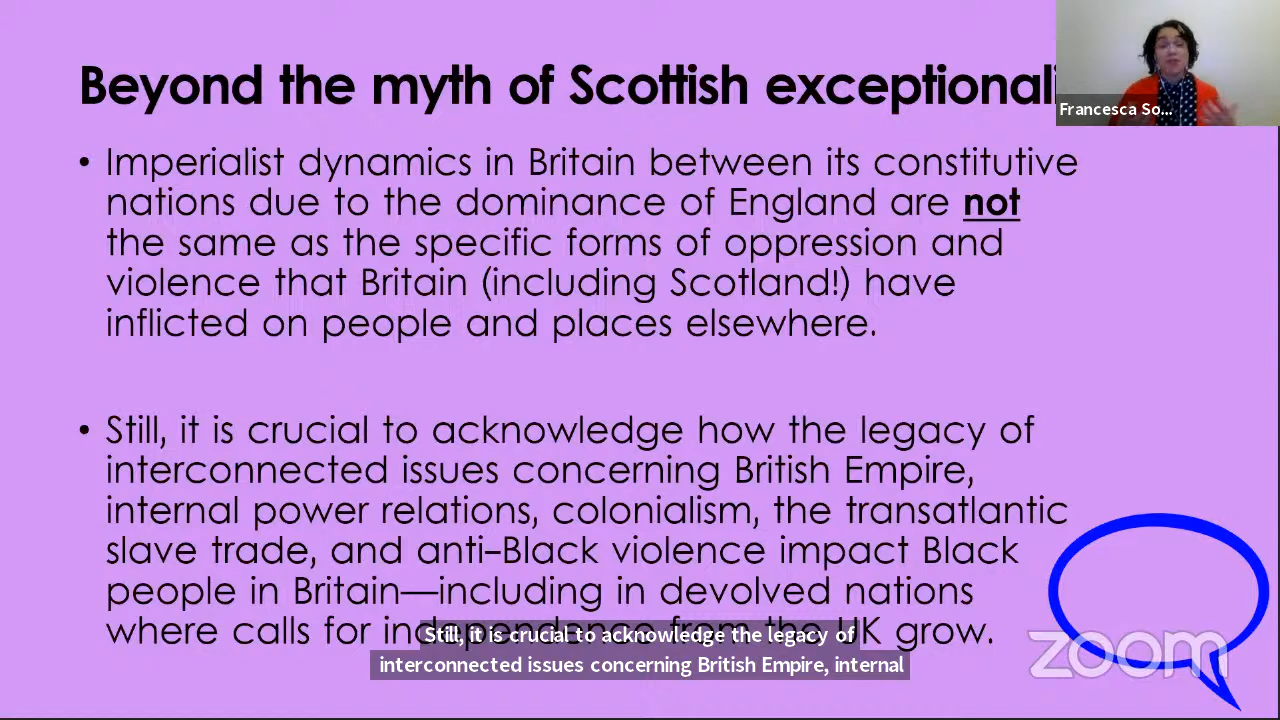 Beyond the myth of Scottish exceptionali
Francesca So...
• Imperialist dynamics in Britain between its constitutive
nations due to the dominance of England are not
the same as the specific forms of oppression and
violence that Britain (including Scotland!) have
inflicted on people and places elsewhere.
• Still, it is crucial to acknowledge how the legacy of
interconnected issues concerning British Empire,
internal power relations, colonialism, the transatlantic
slave trade, and anti-Black violence impact Black
people in Britain—including in devolved nations
where calls for independence from the UK grow.
Still, it is crucial to acknowledge the legacy of
interconnected issues concerning British Empire, internal
zoom